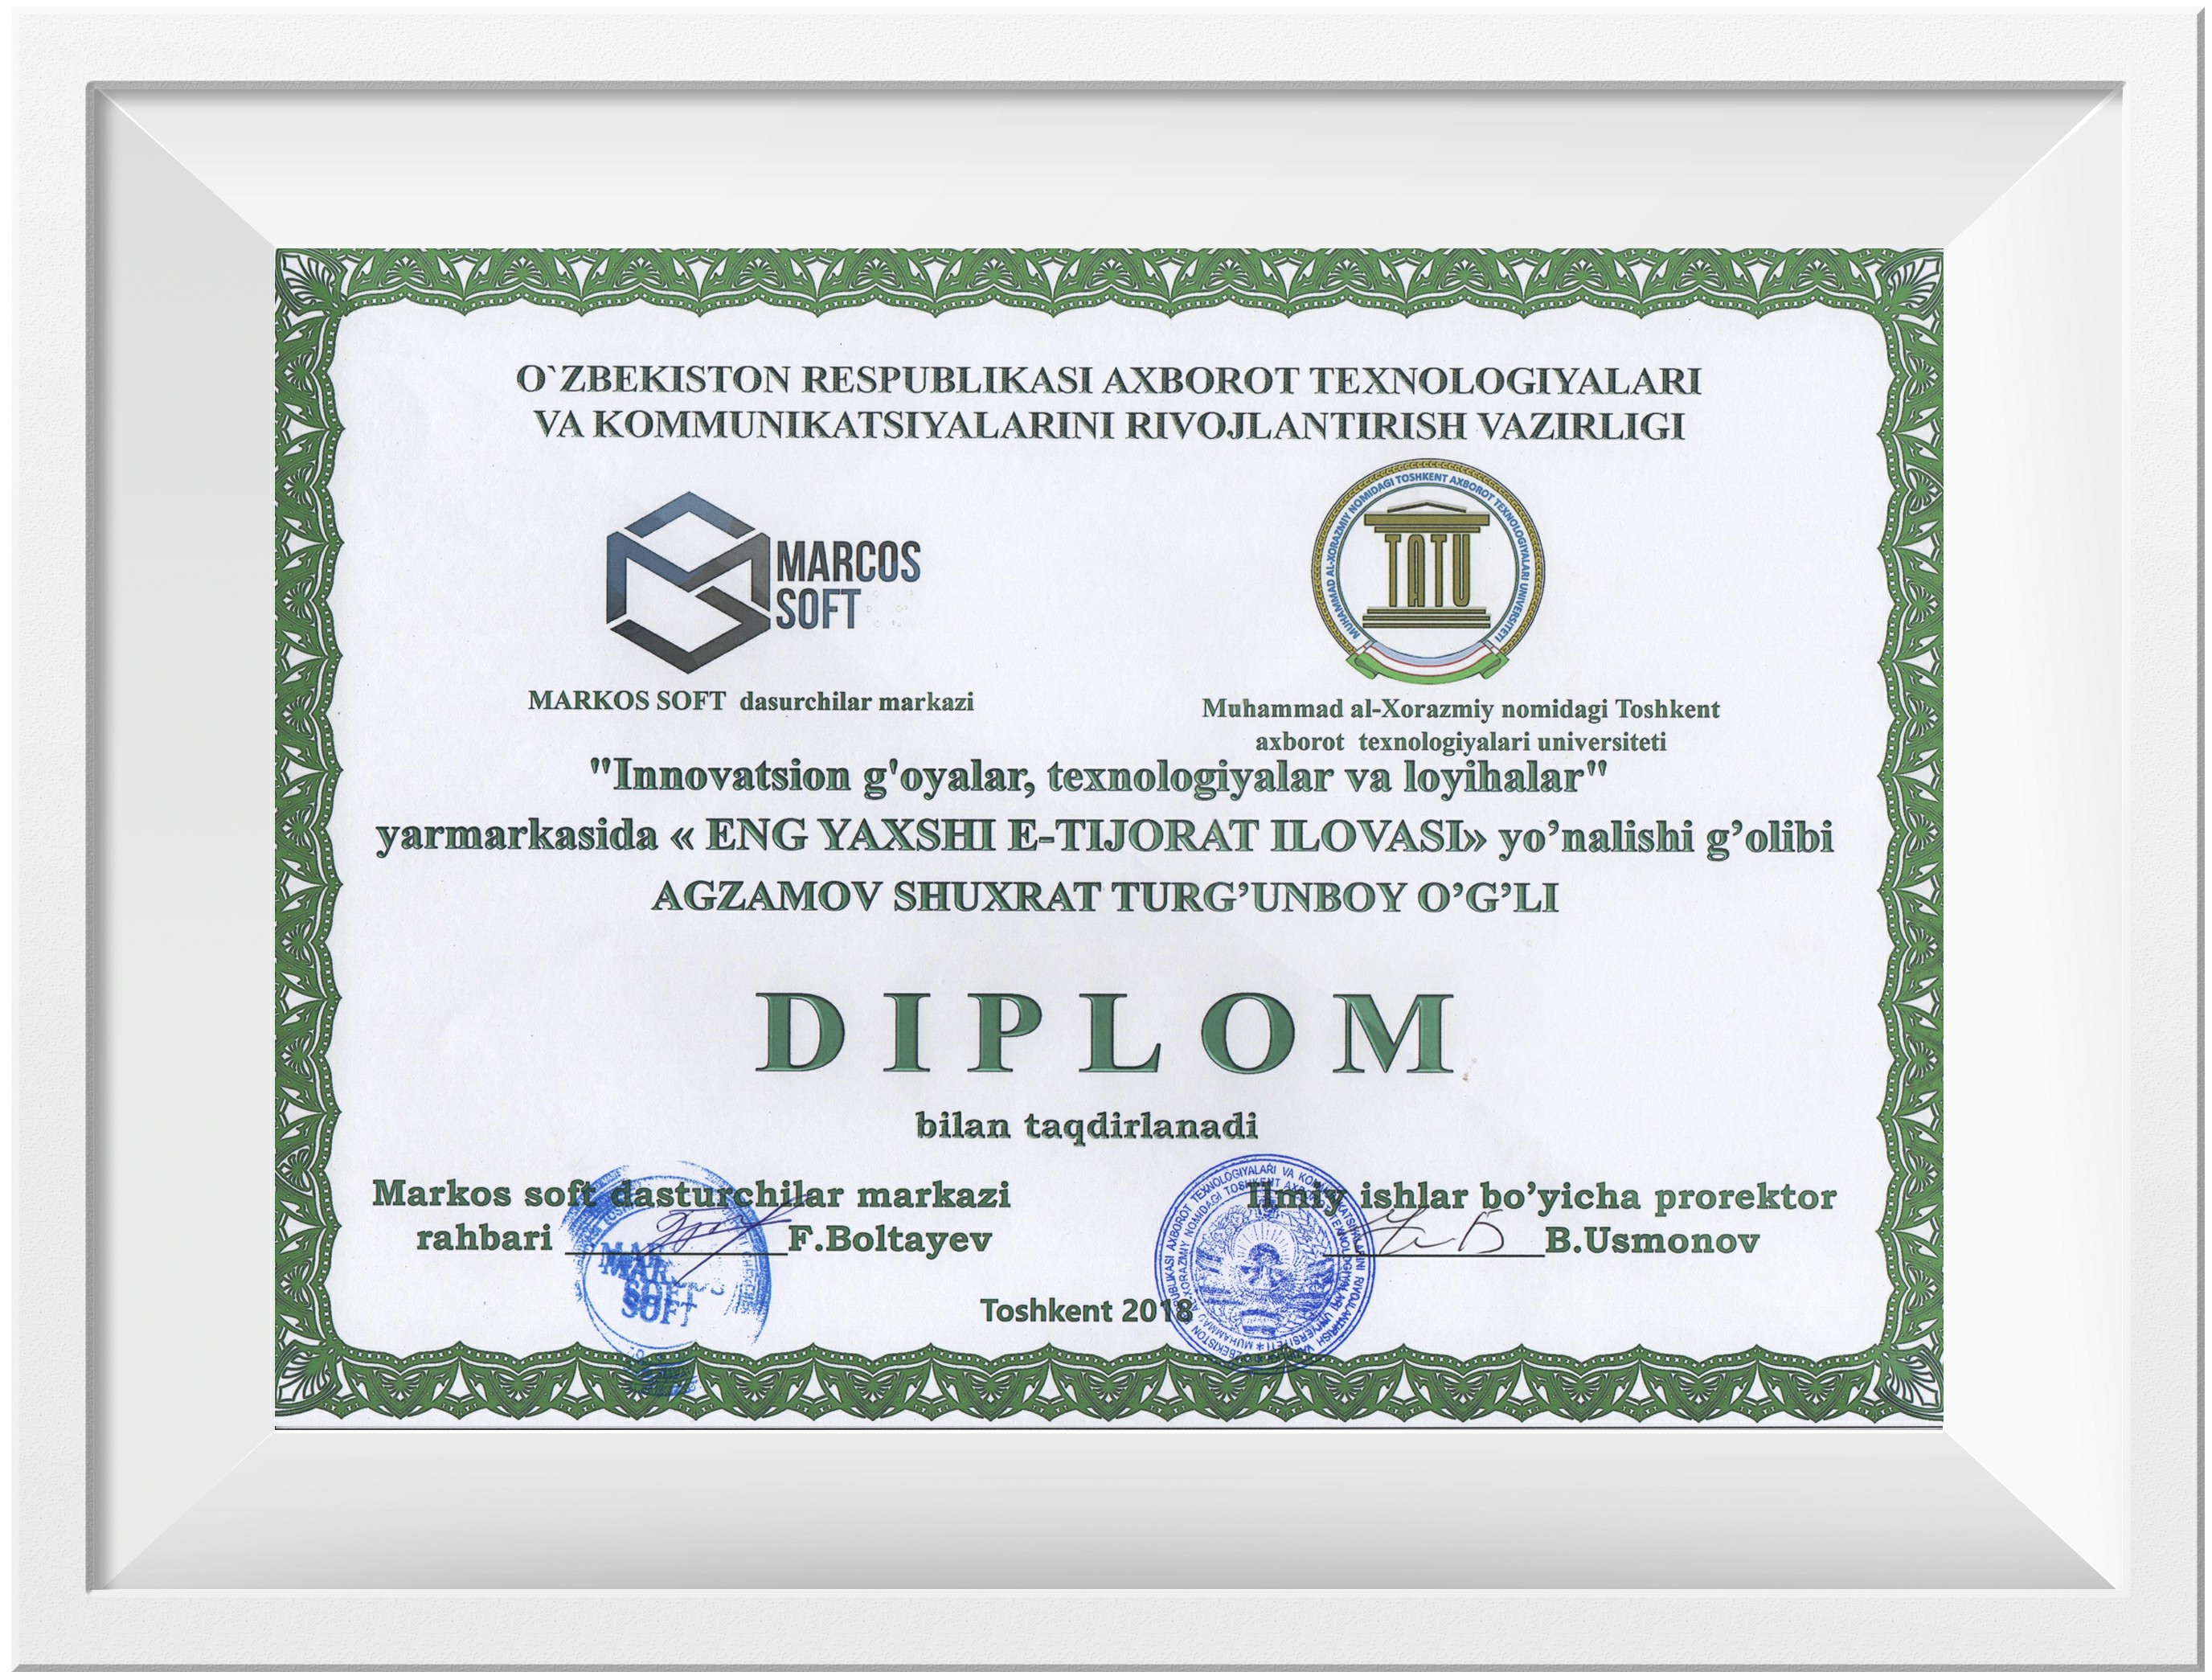 O`ZBEKISTON RESPUBLIKASI AXBOROT TEXNOLOGIYALARI
VA KOMMUNIKATSIYALARINI RIVOJLANTIRISH VAZIRLIGI
MARCOS
SOFT
MUHAMMAD AL-XORAZMIY NOMIDAGI TOSHKENT AXBOROT TEXNOLOGIYALARI UNIVERSITETI
TATU
MARKOS SOFT dasurchilar markazi
Muhammad al-Xorazmiy nomidagi Toshkent
axborot texnologiyalari universiteti
"Innovatsion g'oyalar, texnologiyalar va loyihalar"
yarmarkasida « ENG YAXSHI E-TIJORAT ILOVASI» yo’nalishi g’olibi
AGZAMOV SHUXRAT TURG’UNBOY O’G’LI
DIPLOM
bilan taqdirlanadi
Markos soft dasturchilar markazi
rahbari F.Boltayev
Ilmiy ishlar bo’yicha prorektor
B.Usmonov
MARCOS
SOFT
Toshkent 2018